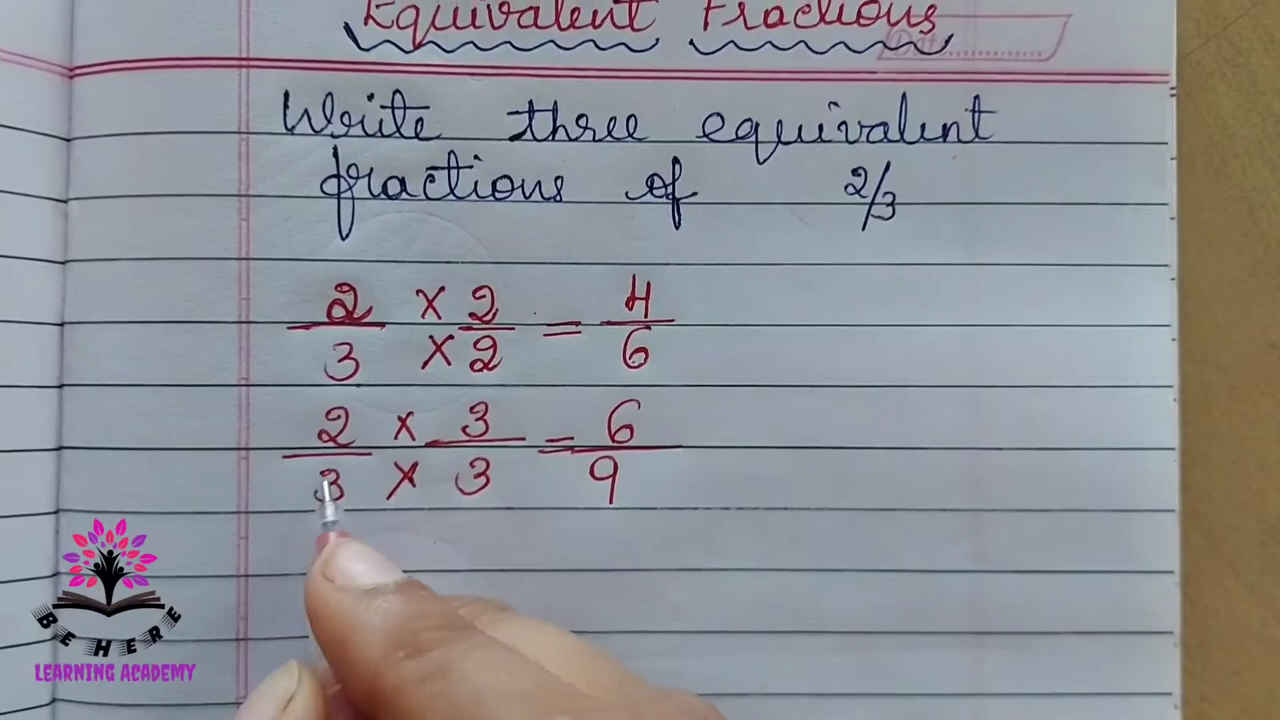 Equivalent Fractions
Write three equivalent
fractions of 2/3
2 × 2 = 4
3 × 2 6
2 × 3 = 6
3 × 3 9
BEHERE
LEARNING ACADEMY